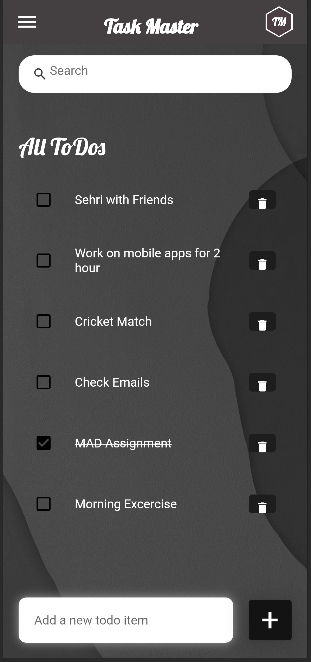 Task Master
TM
Search
All ToDos
Sehri with Friends
Work on mobile apps for 2
hour
Cricket Match
Check Emails
MAD Assignment
Morning Excercise
Add a new todo item